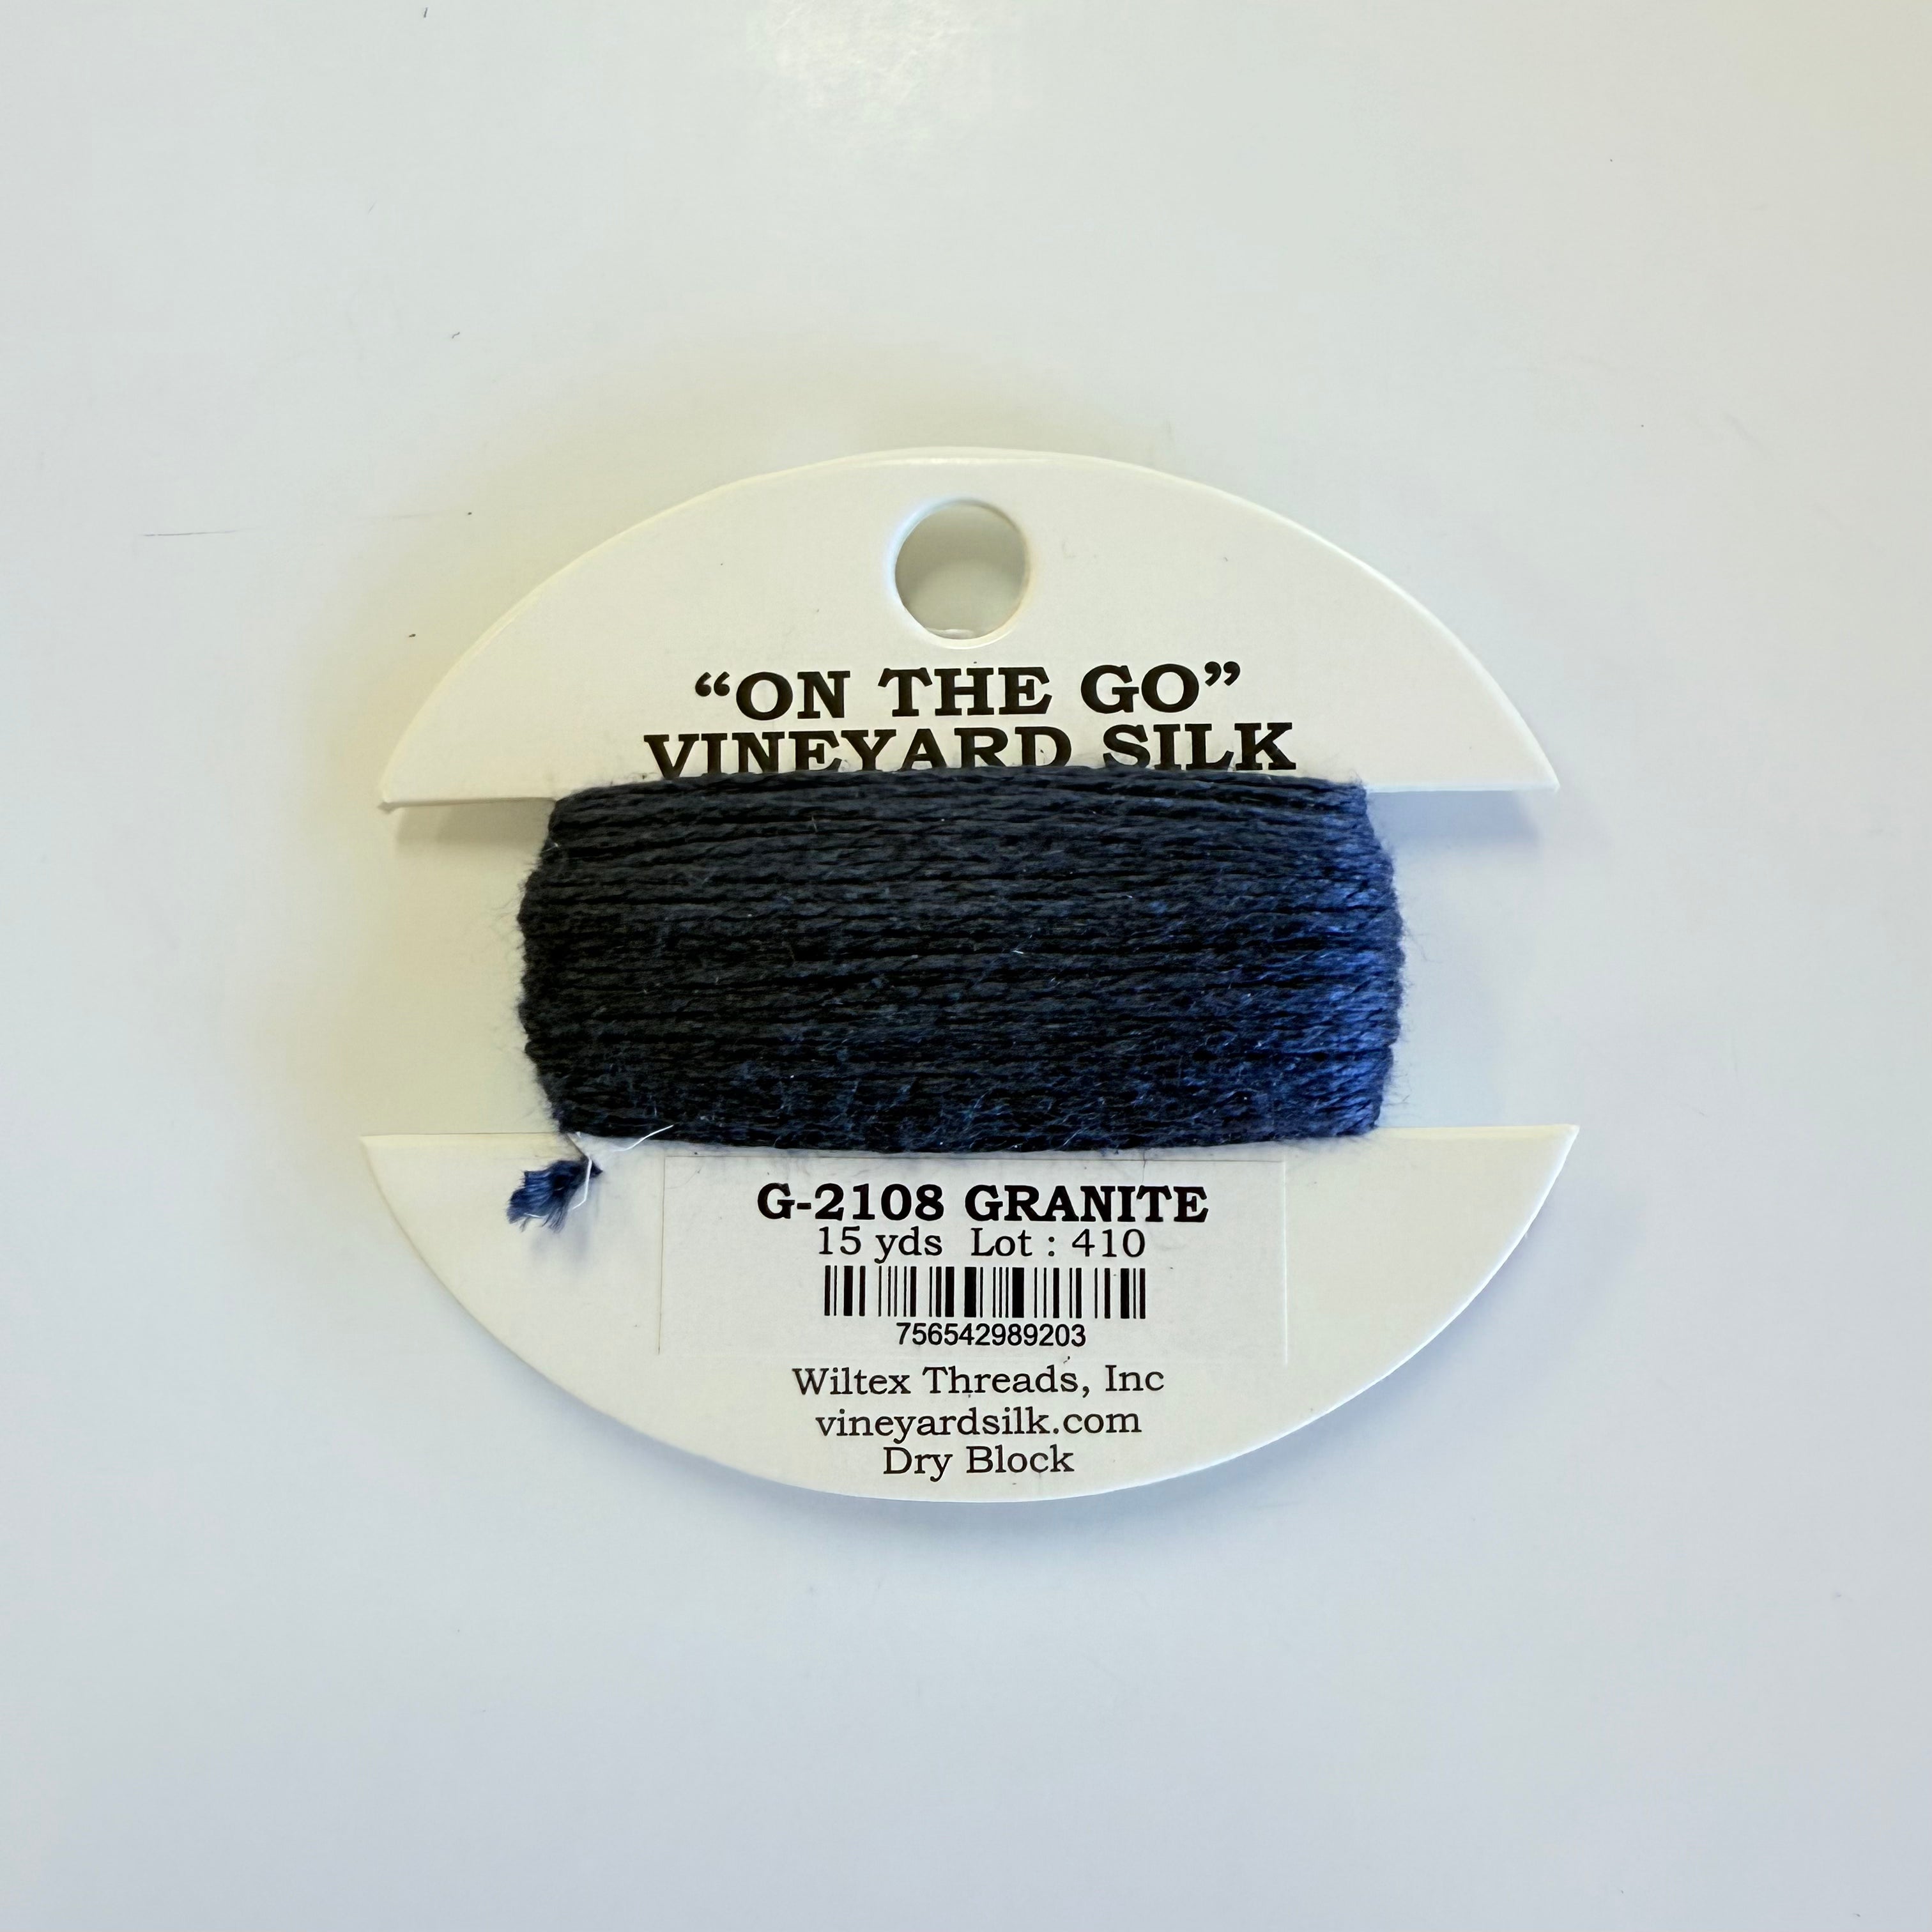 “ON THE GO”
VINEYARD SILK
G-2108 GRANITE
15 yds Lot : 410
756542989203
Wiltex Threads, Inc
vineyardsilk.com
Dry Block